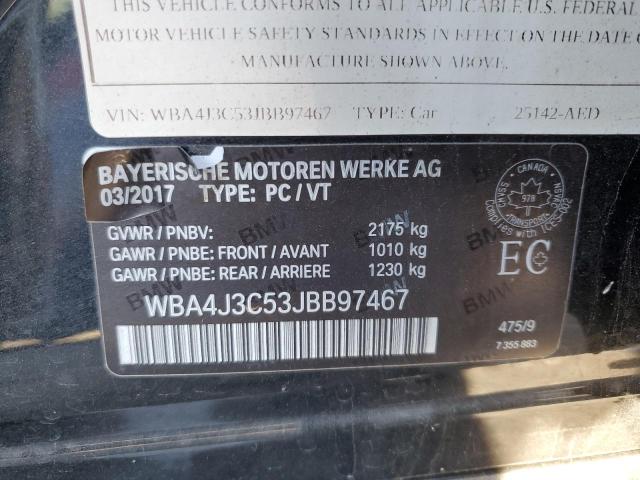 THIS VEHICLE CONFORMS TO ALL APPLICABLE U.S. FEDERAL
MOTOR VEHICLE SAFETY STANDARDS IN EFFECT ON THE DATE O
MANUFACTURE SHOWN ABOVE.
VIN: WBA4J3C53JBB97467 TYPE: Car 25142-AED
BAYERISCHE MOTOREN WERKE AG
03/2017 TYPE: PC/VT
GVWR / PNBV: 2175 kg
GAWR / PNBE: FRONT / AVANT 1010 kg
GAWR / PNBE: REAR / ARRIERE 1230 kg
WBA4J3C53JBB97467
CANADA
978
TRANSPORT
EC
475/9
7 355 883
BMW